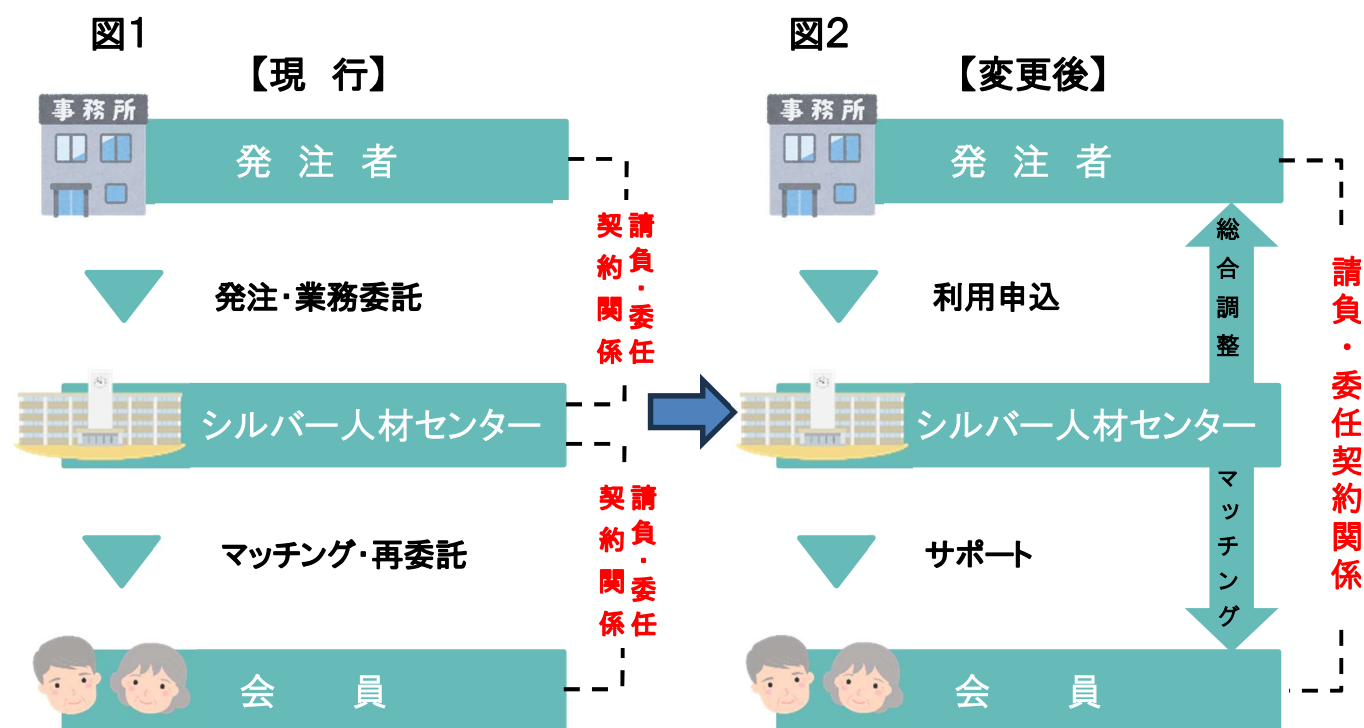 図1
【現　行】
事務所
発　注　者
発注・業務委託
請負・委任
契約関係
シルバー人材センター
マッチング・再委託
請負・委任
契約関係
会　　員
図2
【変更後】
事務所
発　注　者
利用申込
総合調整
シルバー人材センター
サポート
マッチング
会　　員
請負・委任契約関係